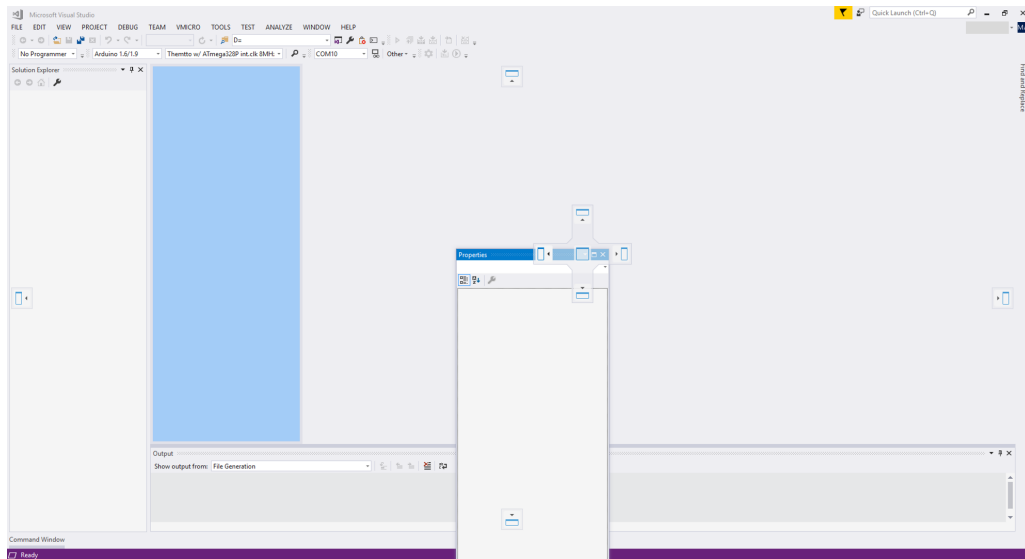 Microsoft Visual Studio
Quick Launch (Ctrl+Q)
FILE EDIT VIEW PROJECT DEBUG TEAM VMICRO TOOLS TEST ANALYZE WINDOW HELP
D=
No Programmer Arduino 1.6/1.9 Themtto w/ ATmega328P int.clk 8MH: COM10 Other
Solution Explorer
Find and Replace
Properties
Output
Show output from: File Generation
Command Window
Ready